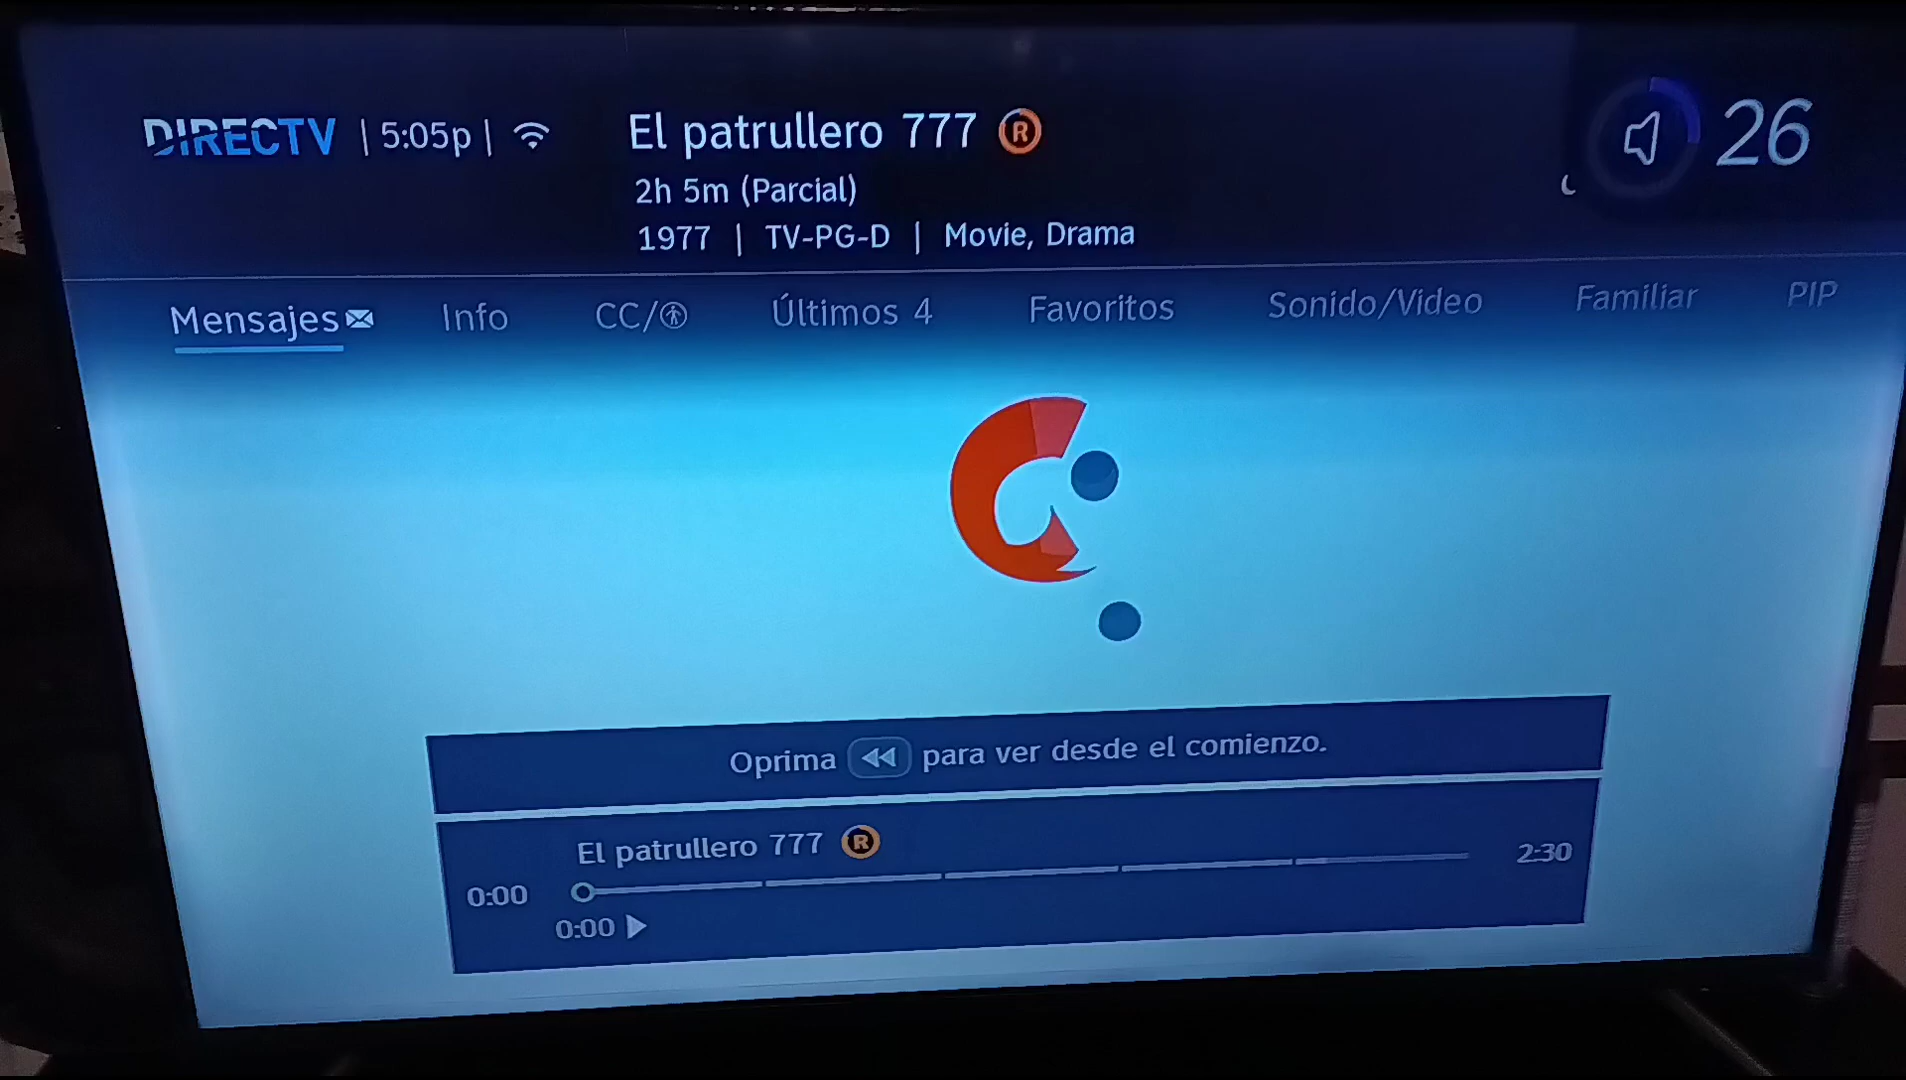 DIRECTV | 5:05p |
El patrullero 777 R
2h 5m (Parcial)
1977 | TV-PG-D | Movie, Drama
26
Mensajes Info CC/ Últimos 4 Favoritos Sonido/Video Familiar PIP
Oprima para ver desde el comienzo.
El patrullero 777 R
0:00 2:30
0:00